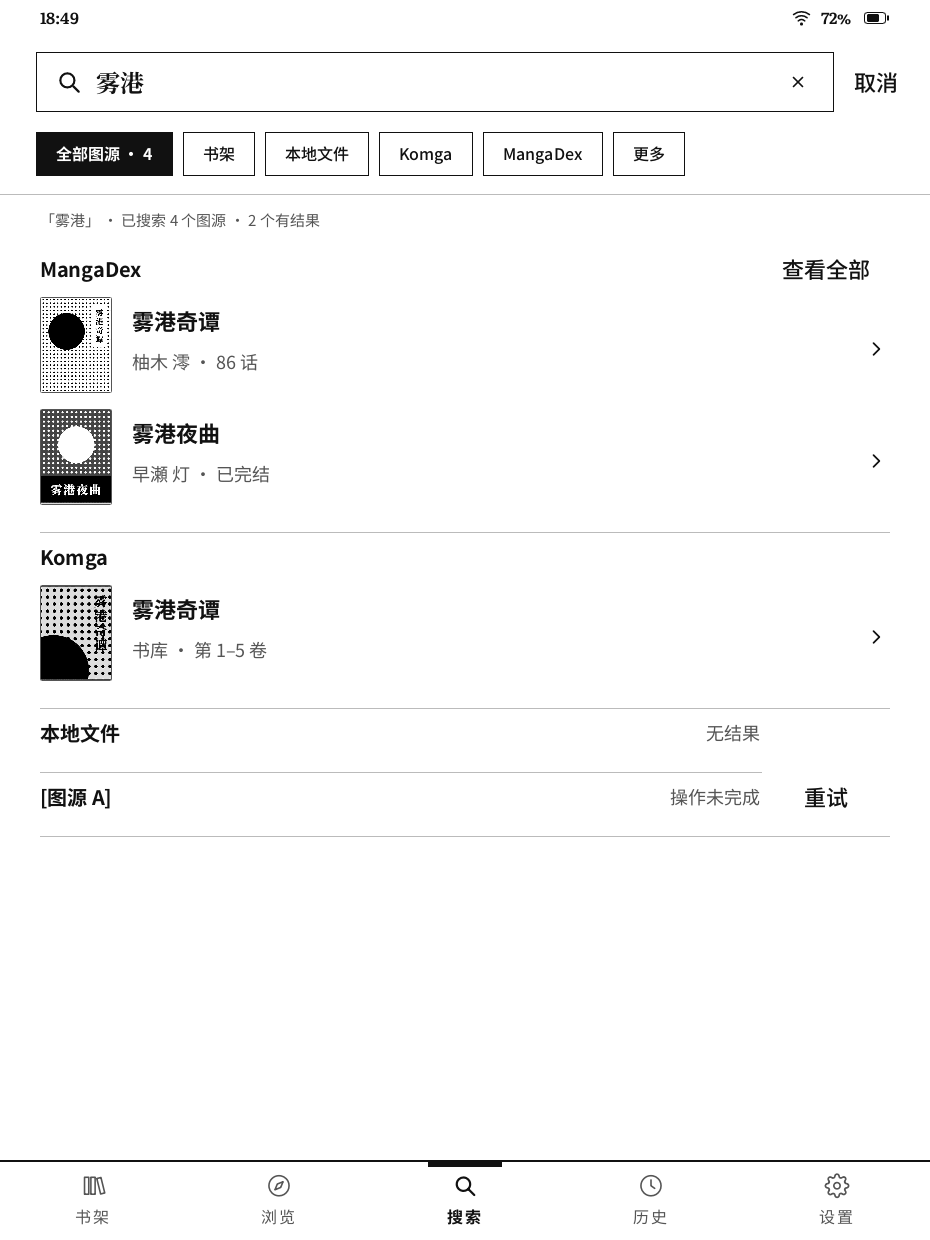 18:49 72%
雾港 × 取消
全部图源 · 4 书架 本地文件 Komga MangaDex 更多
「雾港」 · 已搜索 4 个图源 · 2 个有结果
MangaDex 查看全部
雾港奇谭
柚木 澪 · 86 话
雾港夜曲
早瀬 灯 · 已完结
雾港夜曲
Komga
雾港奇谭
雾港奇谭
书库 · 第 1–5 卷
本地文件 无结果
[图源 A] 操作未完成 重试
书架 浏览 搜索 历史 设置